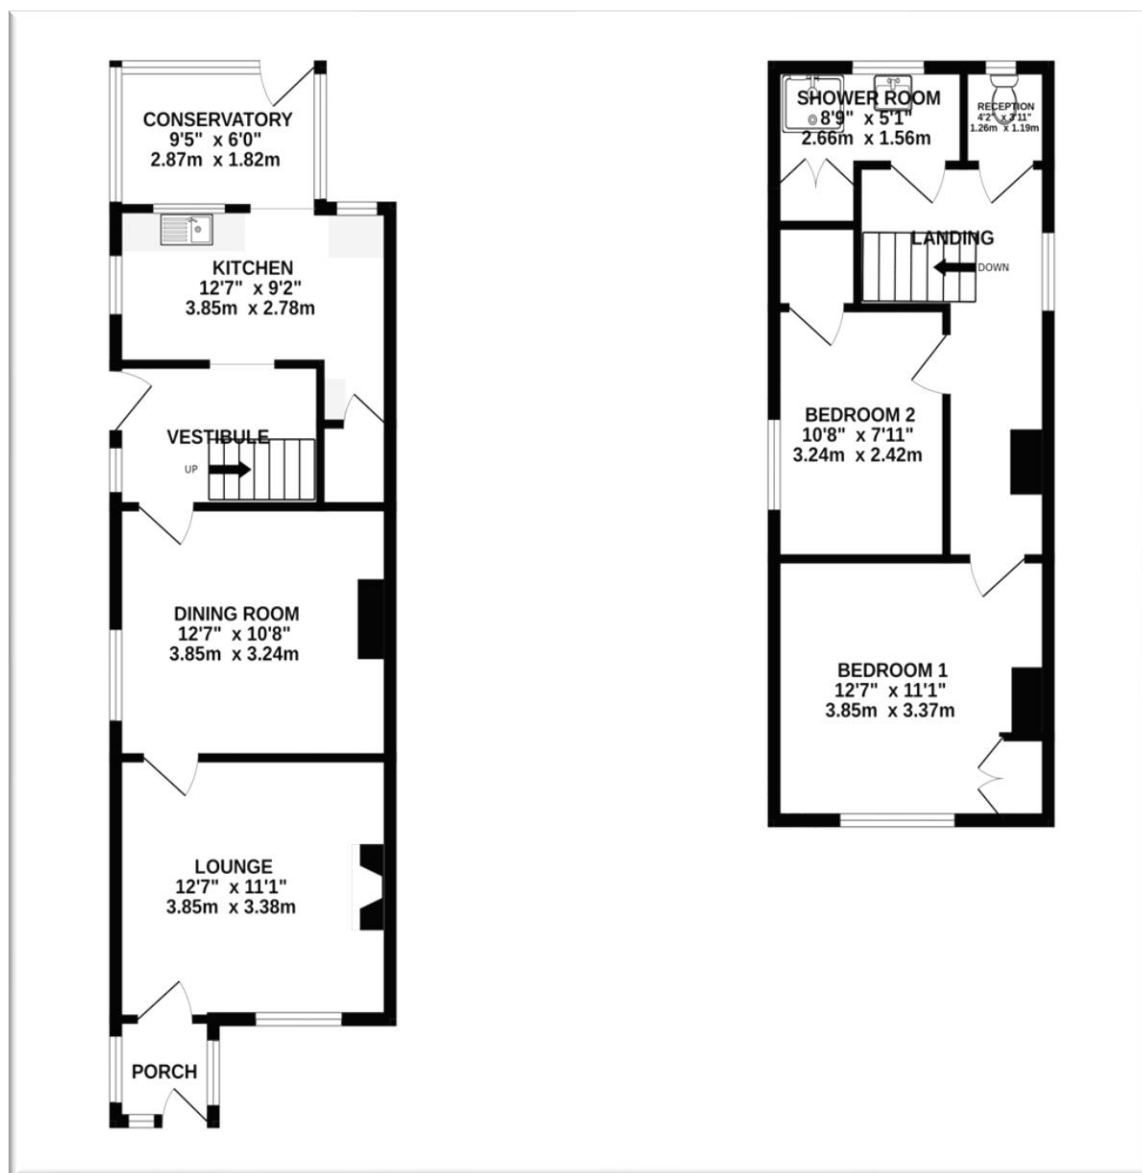 CONSERVATORY
9'5" x 6'0"
2.87m x 1.82m
KITCHEN
12'7" x 9'2"
3.85m x 2.78m
VESTIBULE
UP
DINING ROOM
12'7" x 10'8"
3.85m x 3.24m
LOUNGE
12'7" x 11'1"
3.85m x 3.38m
PORCH
SHOWER ROOM
8'9" x 5'1"
2.66m x 1.56m
RECEPTION
4'2" x 3'11"
1.26m x 1.19m
LANDING
DOWN
BEDROOM 2
10'8" x 7'11"
3.24m x 2.42m
BEDROOM 1
12'7" x 11'1"
3.85m x 3.37m